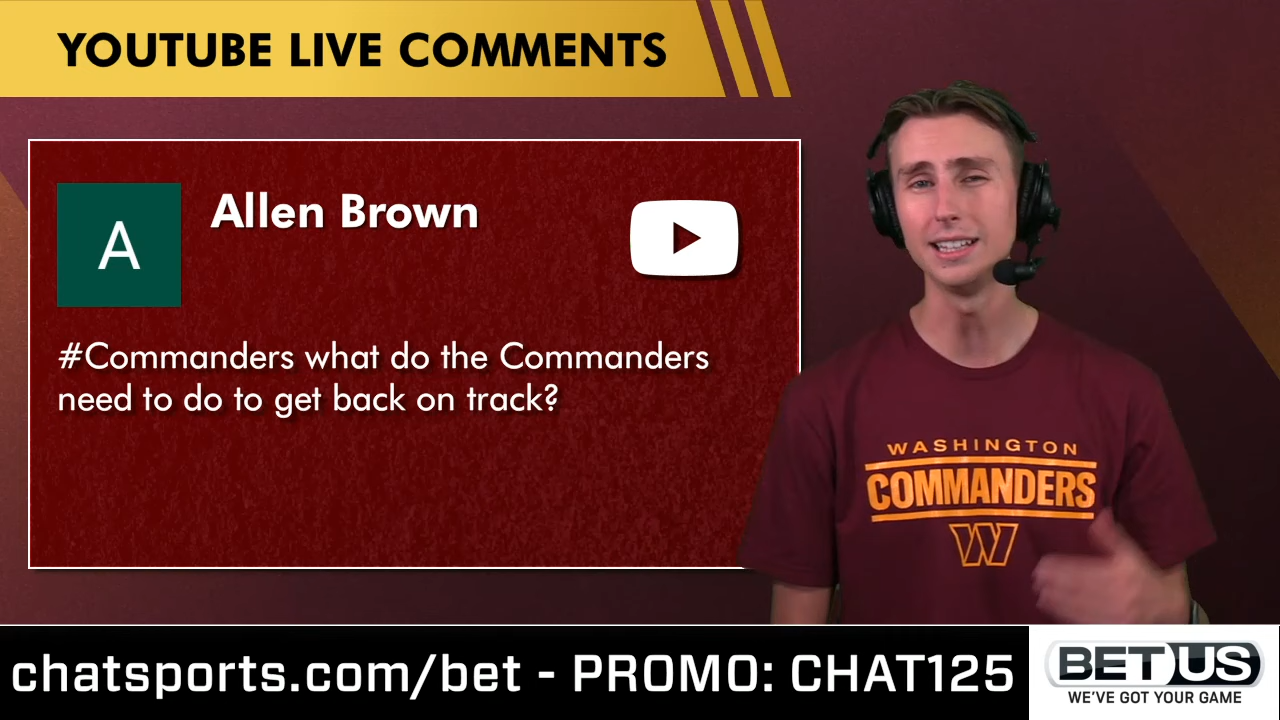 YOUTUBE LIVE COMMENTS
A
Allen Brown
#Commanders what do the Commanders
need to do to get back on track?
WASHINGTON
COMMANDERS
W
chatsports.com/bet - PROMO: CHAT125
BETUS
WE'VE GOT YOUR GAME